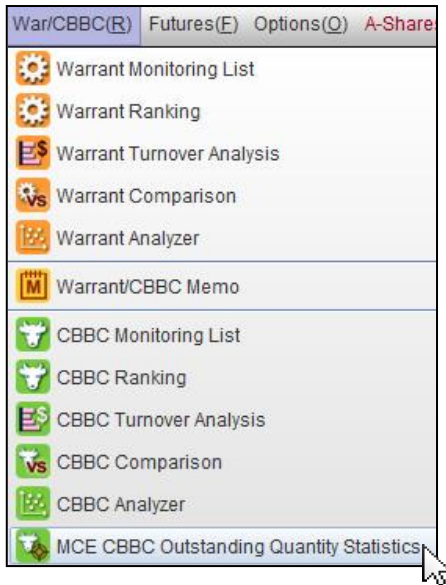 War/CBBC(R) Futures(F) Options(O) A-Shares
Warrant Monitoring List
Warrant Ranking
Warrant Turnover Analysis
Warrant Comparison
Warrant Analyzer
Warrant/CBBC Memo
CBBC Monitoring List
CBBC Ranking
CBBC Turnover Analysis
CBBC Comparison
CBBC Analyzer
MCE CBBC Outstanding Quantity Statistics